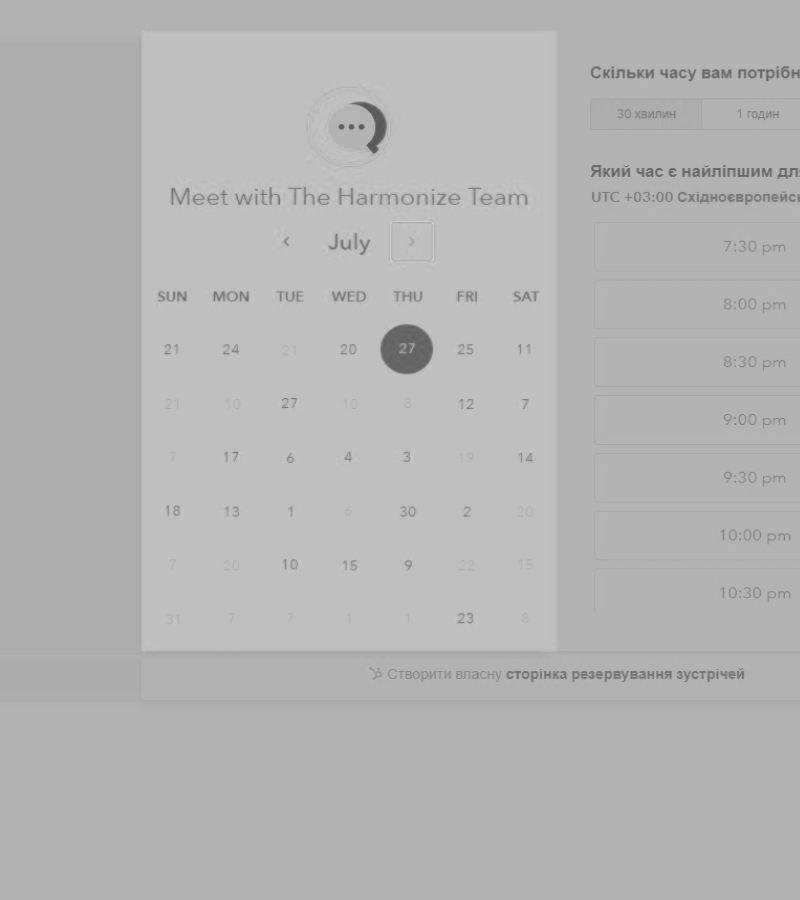 Meet with The Harmonize Team
July
SUN MON TUE WED THU FRI SAT
21 24 21 20 27 25 11
21 10 27 10 8 12 7
7 17 6 4 3 19 14
18 13 1 6 30 2 20
7 20 10 15 9 22 15
31 7 7 1 1 23 8
Скільки часу вам потрібн
30 хвилин 1 годин
Який час є найліпшим для
UTC +03:00 Східноєвропейсь
7:30 pm
8:00 pm
8:30 pm
9:00 pm
9:30 pm
10:00 pm
10:30 pm
Створити власну сторінка резервування зустрічей